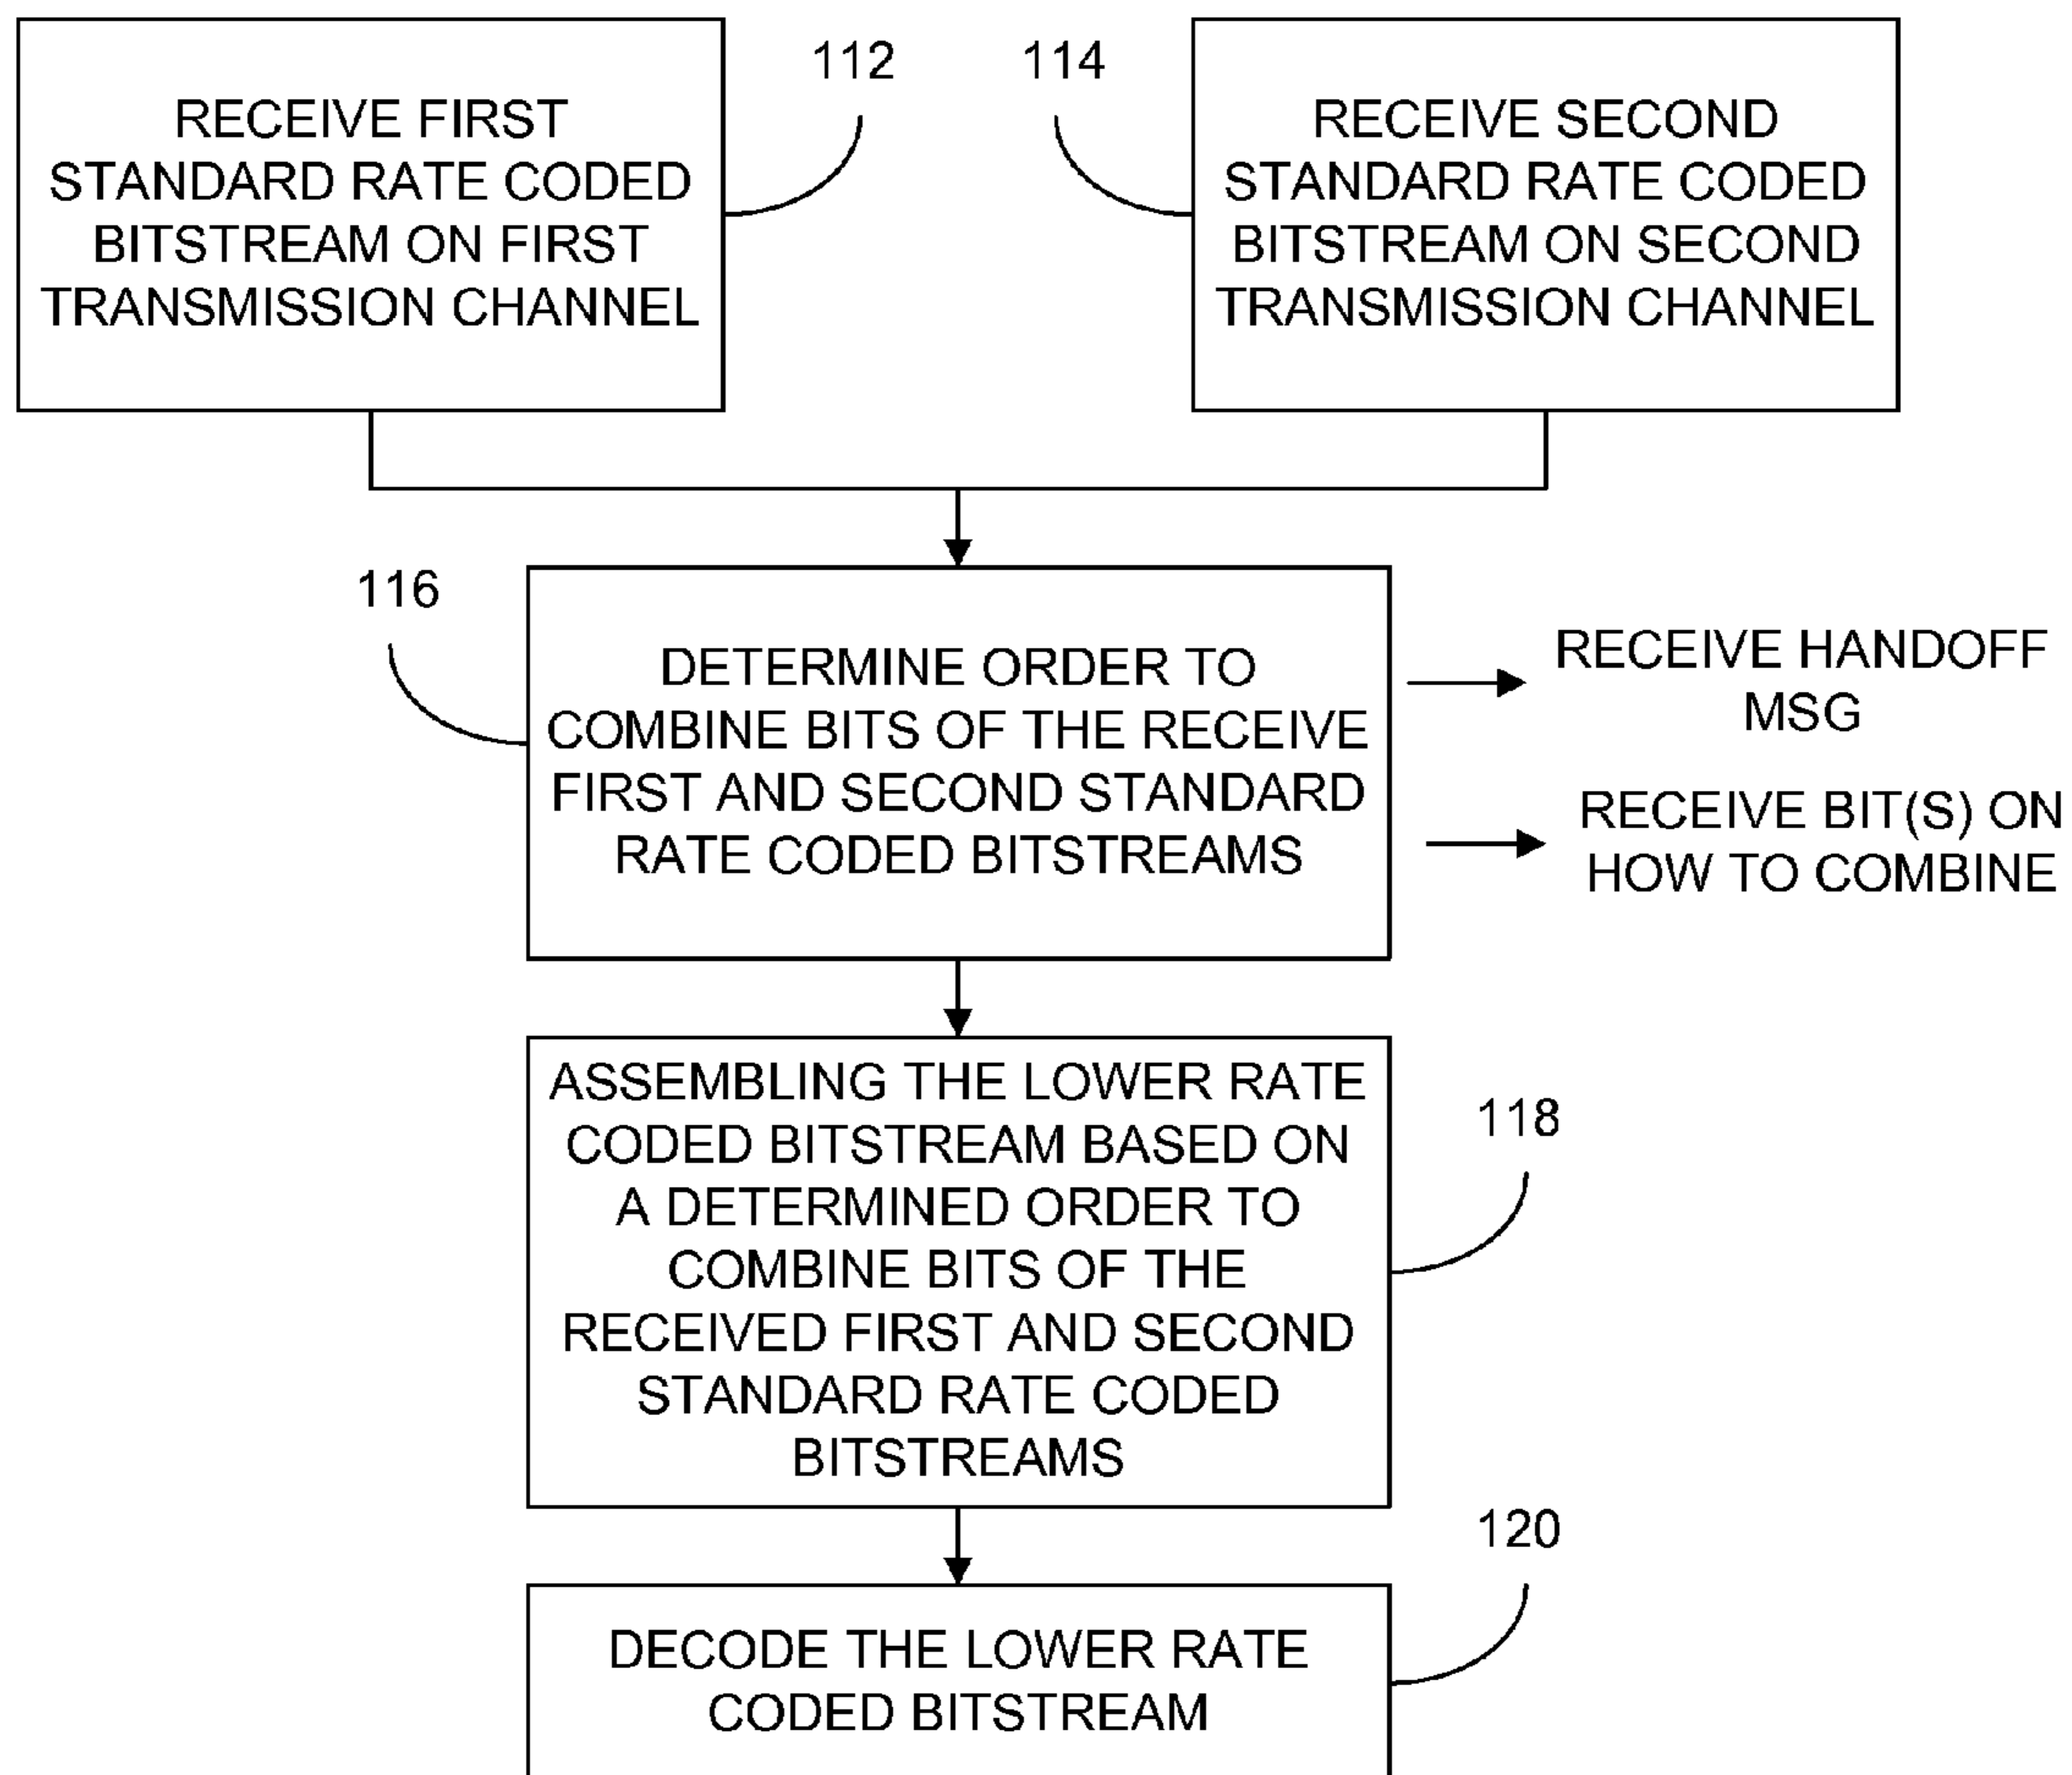 112
114
RECEIVE FIRST
STANDARD RATE CODED
BITSTREAM ON FIRST
TRANSMISSION CHANNEL
RECEIVE SECOND
STANDARD RATE CODED
BITSTREAM ON SECOND
TRANSMISSION CHANNEL
116
DETERMINE ORDER TO
COMBINE BITS OF THE RECEIVE
FIRST AND SECOND STANDARD
RATE CODED BITSTREAMS
RECEIVE HANDOFF
MSG
RECEIVE BIT(S) ON
HOW TO COMBINE
ASSEMBLING THE LOWER RATE
CODED BITSTREAM BASED ON
A DETERMINED ORDER TO
COMBINE BITS OF THE
RECEIVED FIRST AND SECOND
STANDARD RATE CODED
BITSTREAMS
118
120
DECODE THE LOWER RATE
CODED BITSTREAM